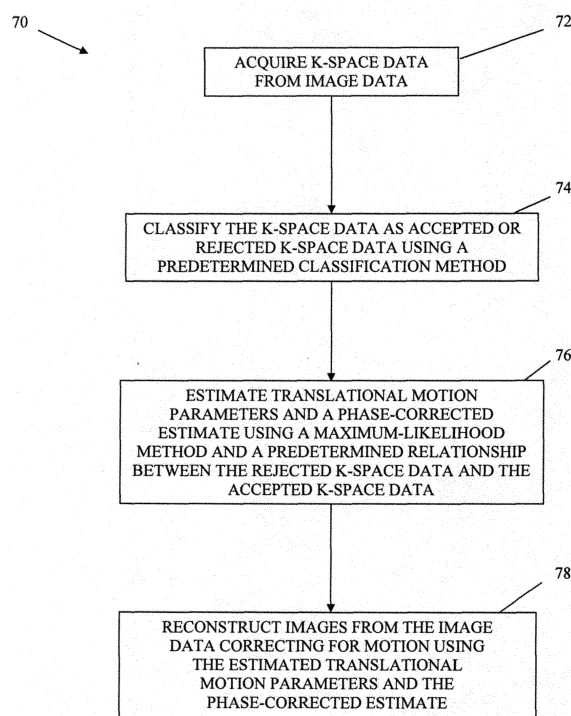 70
72
ACQUIRE K-SPACE DATA
FROM IMAGE DATA
74
CLASSIFY THE K-SPACE DATA AS ACCEPTED OR
REJECTED K-SPACE DATA USING A
PREDETERMINED CLASSIFICATION METHOD
76
ESTIMATE TRANSLATIONAL MOTION
PARAMETERS AND A PHASE-CORRECTED
ESTIMATE USING A MAXIMUM-LIKELIHOOD
METHOD AND A PREDETERMINED RELATIONSHIP
BETWEEN THE REJECTED K-SPACE DATA AND THE
ACCEPTED K-SPACE DATA
78
RECONSTRUCT IMAGES FROM THE IMAGE
DATA CORRECTING FOR MOTION USING
THE ESTIMATED TRANSLATIONAL
MOTION PARAMETERS AND THE
PHASE-CORRECTED ESTIMATE